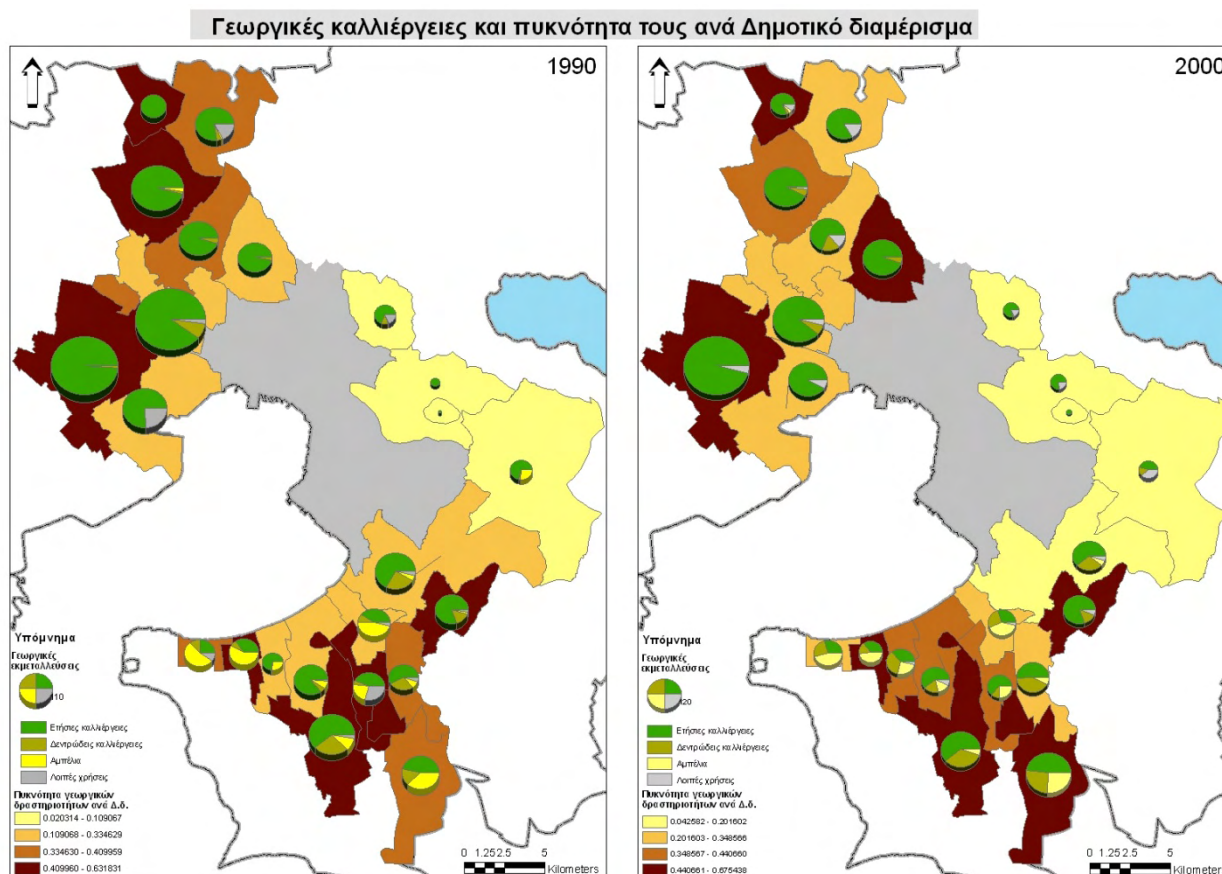 Γεωργικές καλλιέργειες και πυκνότητα τους ανά Δημοτικό διαμέρισμα
1990
Υπόμνημα
Γεωργικές
εκμεταλλεύσεις
110
Ετήσιες καλλιέργειες
Δεντρώδεις καλλιέργειες
Αμπέλια
Λοιπές χρήσεις
Πυκνότητα γεωργικών
δραστηριοτήτων ανά Δ.δ.
0.020314 - 0.109067
0.109068 - 0.334629
0.334630 - 0.409959
0.409960 - 0.631831
0 1.25 2.5 5
Kilometers
2000
Υπόμνημα
Γεωργικές
εκμεταλλεύσεις
120
Ετήσιες καλλιέργειες
Δεντρώδεις καλλιέργειες
Αμπέλια
Λοιπές χρήσεις
Πυκνότητα γεωργικών
δραστηριοτήτων ανά Δ.δ.
0.042582 - 0.201602
0.201603 - 0.348566
0.348567 - 0.440660
0.440661 - 0.675438
0 1.25 2.5 5
Kilometers